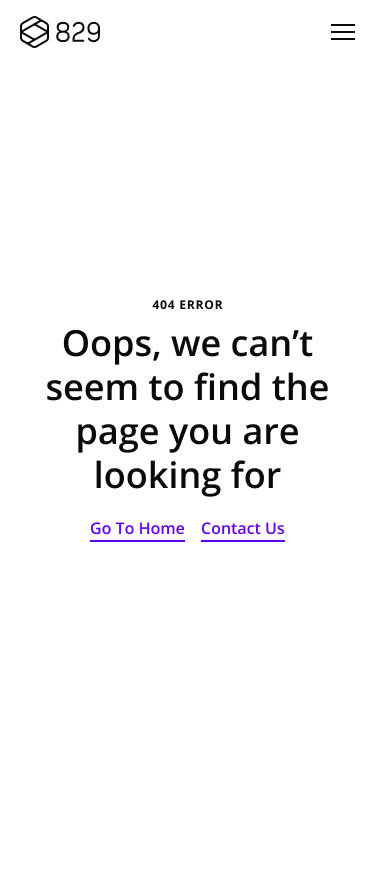 829
404 ERROR
Oops, we can’t
seem to find the
page you are
looking for
Go To Home Contact Us